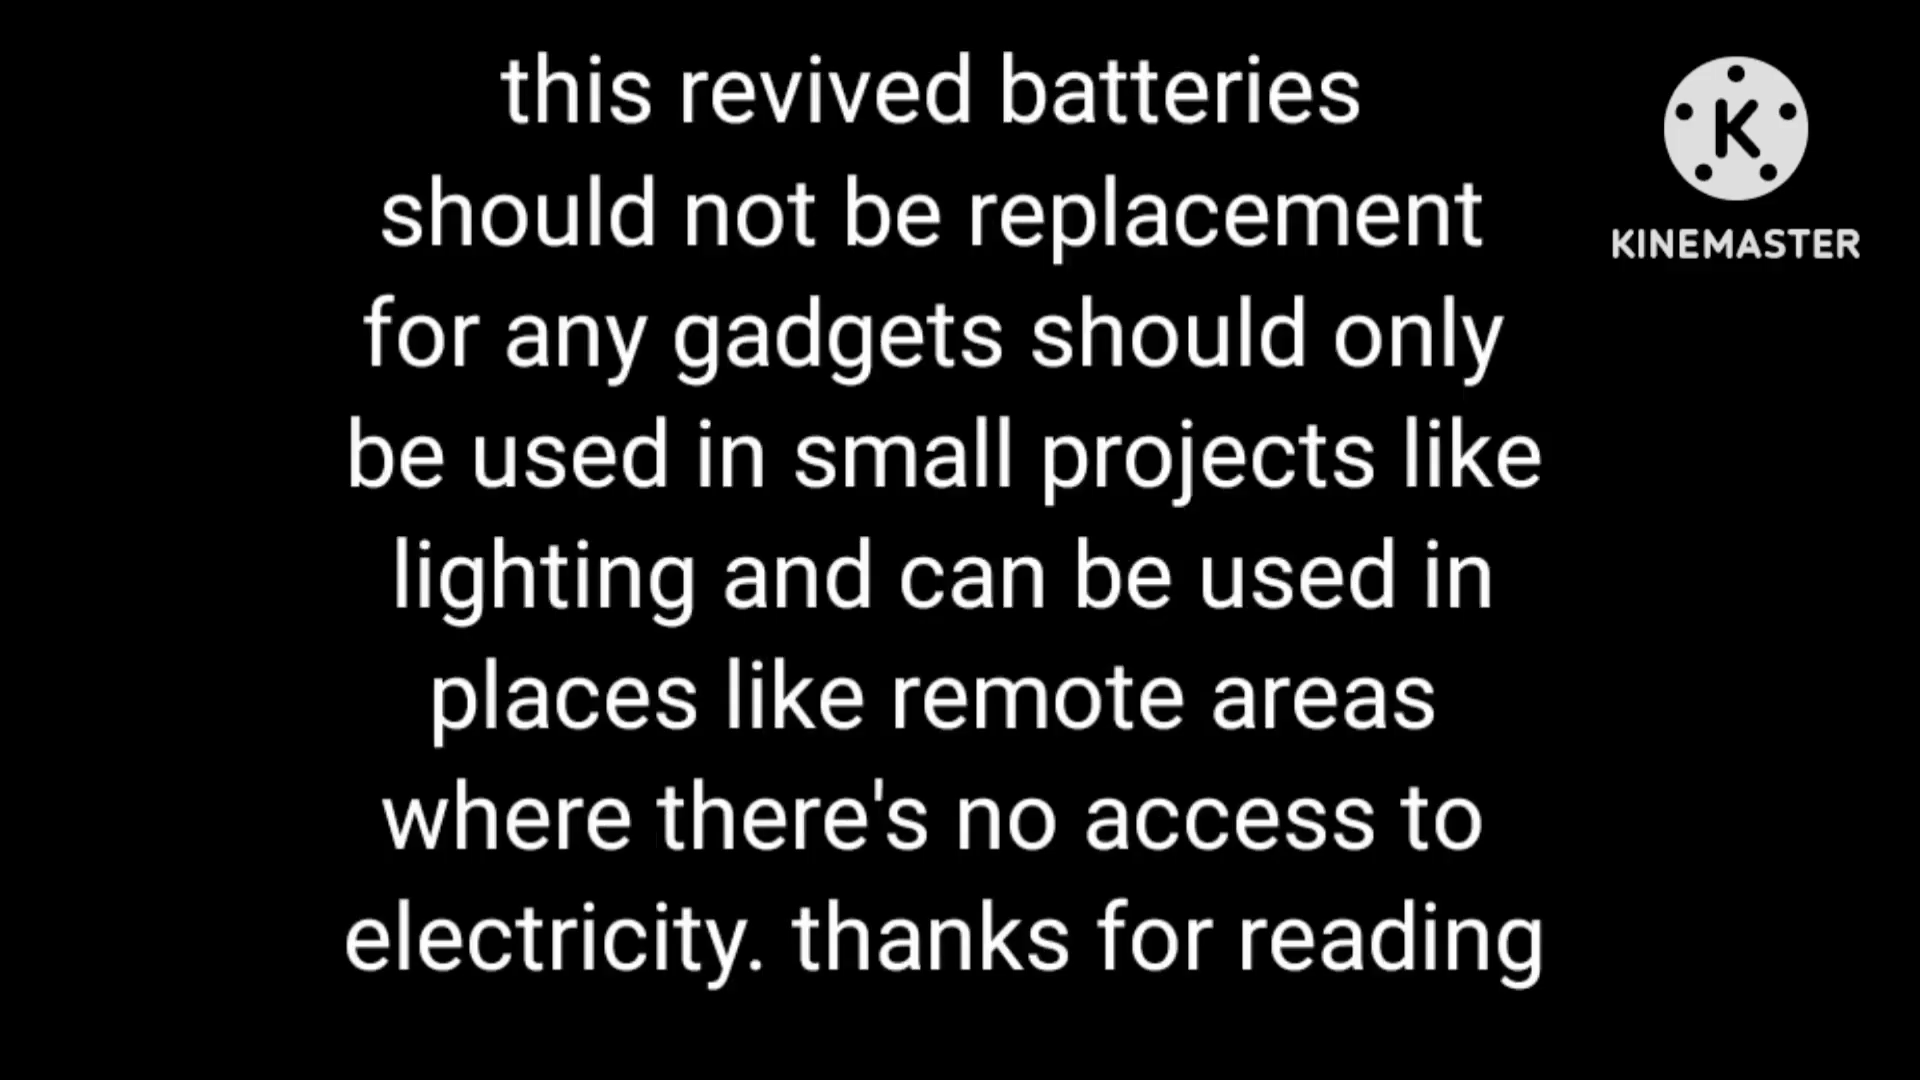 this revived batteries
should not be replacement
for any gadgets should only
be used in small projects like
lighting and can be used in
places like remote areas
where there's no access to
electricity. thanks for reading
K
KINEMASTER